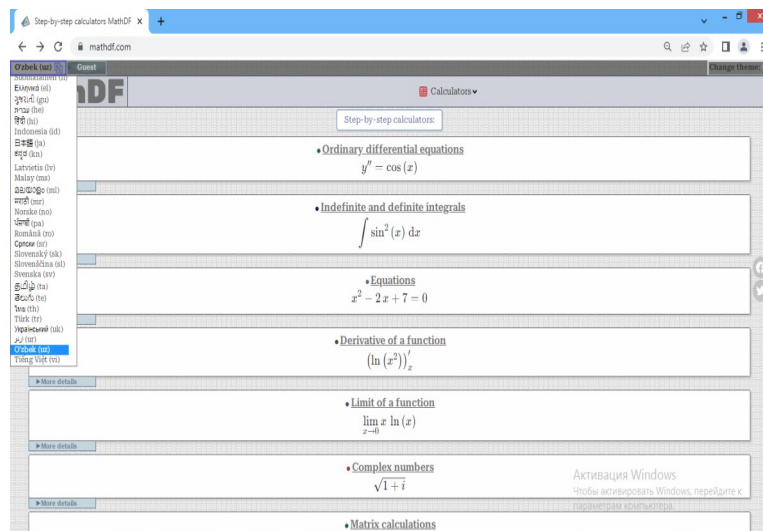 Step-by-step calculators MathDF
mathdf.com
O'zbek (uz) Guest Change theme:
Ελληνικά (el)
ગુજરાતી (gu)
עברית (he)
हिंदी (hi)
Indonesia (id)
日本語 (ja)
ಕನ್ನಡ (kn)
Latvietis (lv)
Malay (ms)
മലയാളം (ml)
मराठी (mr)
Norske (no)
ਪੰਜਾਬੀ (pa)
Română (ro)
Српски (sr)
Slovenský (sk)
Slovenščina (sl)
Svenska (sv)
தமிழ் (ta)
తెలుగు (te)
ไทย (th)
Türk (tr)
Український (uk)
اردو (ur)
O'zbek (uz)
Tiếng Việt (vi)
Calculators
Step-by-step calculators:
Ordinary differential equations
y″ = cos (x)
Indefinite and definite integrals
∫ sin² (x) dx
Equations
x² − 2 x + 7 = 0
Derivative of a function
(ln (x²))′ₓ
More details
Limit of a function
lim x→0 x ln (x)
More details
Complex numbers
√1 + i
More details
Matrix calculations
Активация Windows
Чтобы активировать Windows, перейдите к
параметрам компьютера.